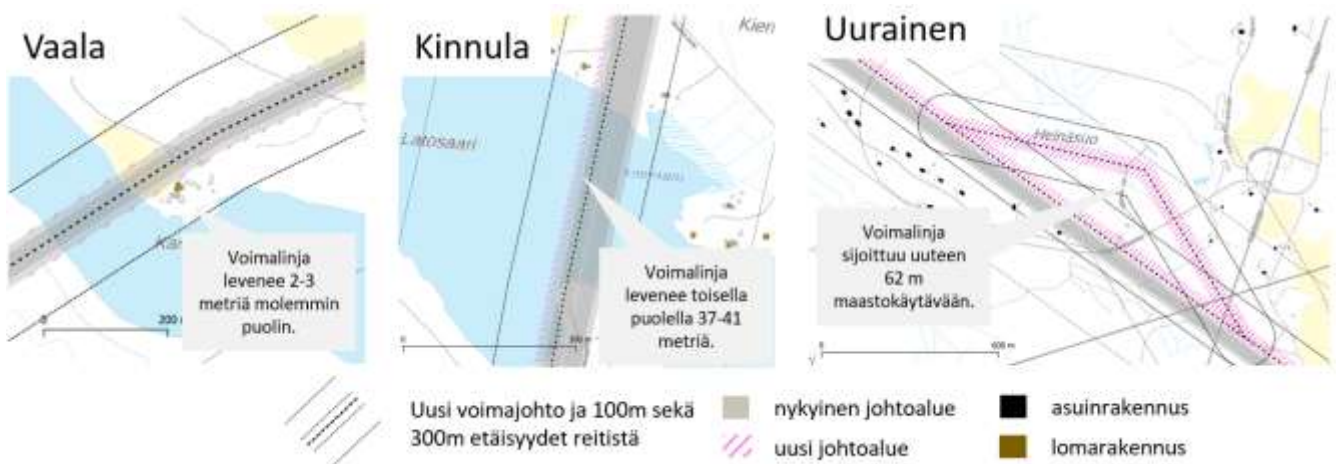 Vaala
Kinnula
Uurainen
Kien
Latosaari
Heinäsuo
Voimalinja
levenee 2-3
metriä molemmin
puolin.
0
200
Voimalinja
levenee toisella
puolella 37-41
metriä.
0
Voimalinja
sijoittuu uuteen
62 m
maastokäytävään.
0
600 m
Uusi voimajohto ja 100m sekä
300m etäisyydet reitistä
nykyinen johtoalue
uusi johtoalue
asuinrakennus
lomarakennus